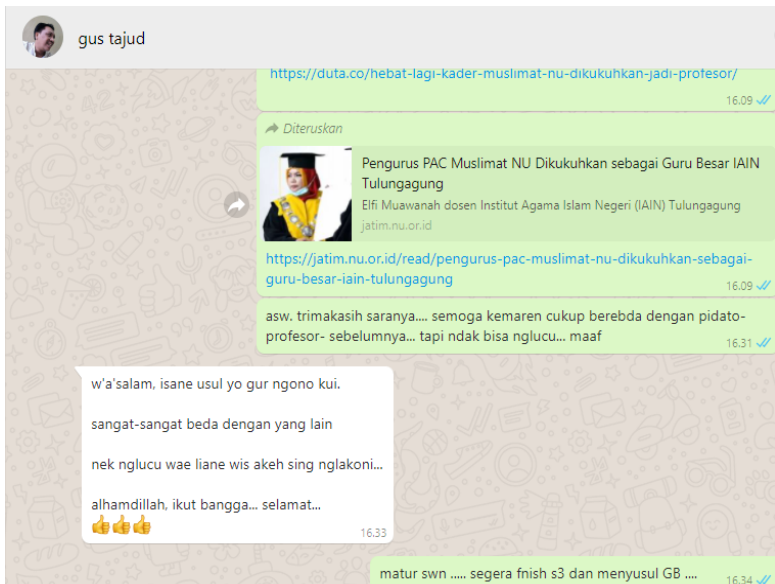 gus tajud
https://duta.co/hebat-lagi-kader-muslimat-nu-dikukuhkan-jadi-profesor/
16.09
Diteruskan
Pengurus PAC Muslimat NU Dikukuhkan sebagai Guru Besar IAIN
Tulungagung
Elfi Muawanah dosen Institut Agama Islam Negeri (IAIN) Tulungagung
jatim.nu.or.id
https://jatim.nu.or.id/read/pengurus-pac-muslimat-nu-dikukuhkan-sebagai-
guru-besar-iain-tulungagung
16.09
asw. trimakasih saranya.... semoga kemaren cukup berebda dengan pidato-
profesor- sebelumnya... tapi ndak bisa nglucu... maaf
16.31
w'a'salam, isane usul yo gur ngono kui.
sangat-sangat beda dengan yang lain
nek nglucu wae liane wis akeh sing nglakoni...
alhamdillah, ikut bangga... selamat...
16.33
matur swn ..... segera fnish s3 dan menyusul GB ....
16.34